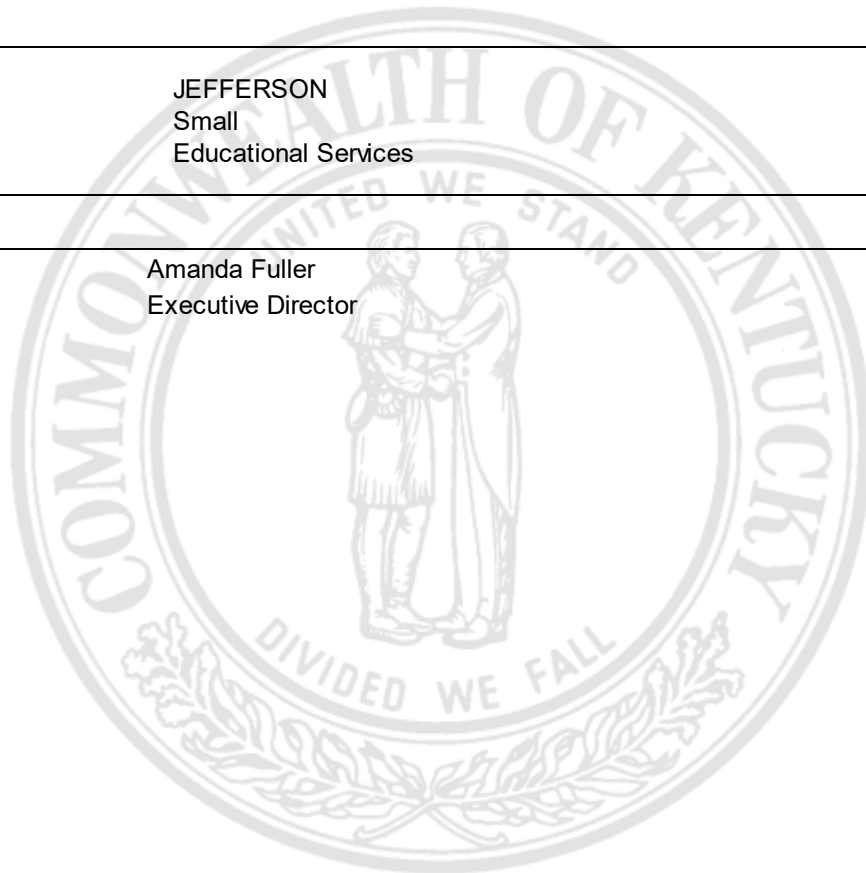 JEFFERSON
Small
Educational Services
Amanda Fuller
Executive Director
COMMONWEALTH OF KENTUCKY
UNITED WE STAND
DIVIDED WE FALL